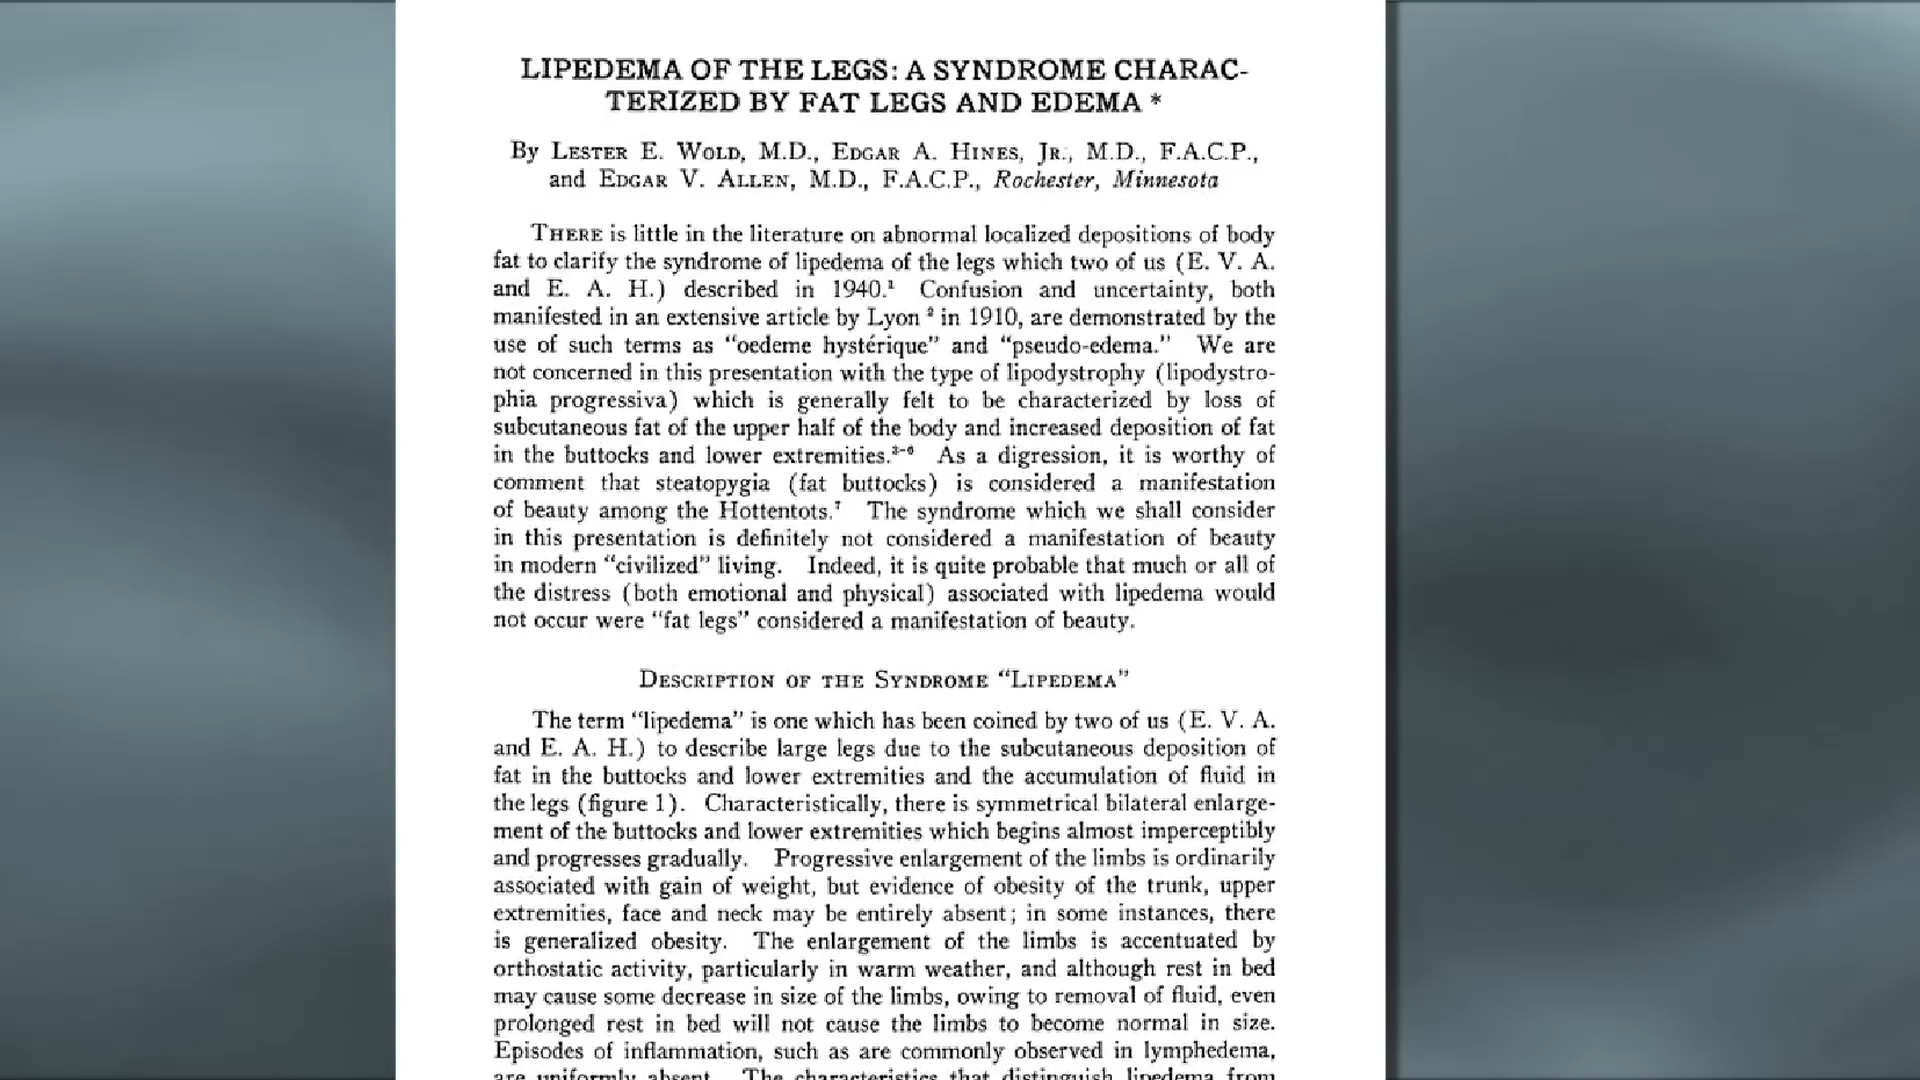 LIPEDEMA OF THE LEGS: A SYNDROME CHARAC-
TERIZED BY FAT LEGS AND EDEMA *
By LESTER E. WOLD, M.D., EDGAR A. HINES, JR., M.D., F.A.C.P.,
and EDGAR V. ALLEN, M.D., F.A.C.P., Rochester, Minnesota
THERE is little in the literature on abnormal localized depositions of body
fat to clarify the syndrome of lipedema of the legs which two of us (E. V. A.
and E. A. H.) described in 1940.¹ Confusion and uncertainty, both
manifested in an extensive article by Lyon ² in 1910, are demonstrated by the
use of such terms as “oedeme hystérique” and “pseudo-edema.” We are
not concerned in this presentation with the type of lipodystrophy (lipodystro-
phia progressiva) which is generally felt to be characterized by loss of
subcutaneous fat of the upper half of the body and increased deposition of fat
in the buttocks and lower extremities. As a digression, it is worthy of
comment that steatopygia (fat buttocks) is considered a manifestation
of beauty among the Hottentots.⁷ The syndrome which we shall consider
in this presentation is definitely not considered a manifestation of beauty
in modern “civilized” living. Indeed, it is quite probable that much or all of
the distress (both emotional and physical) associated with lipedema would
not occur were “fat legs” considered a manifestation of beauty.
DESCRIPTION OF THE SYNDROME “LIPEDEMA”
The term “lipedema” is one which has been coined by two of us (E. V. A.
and E. A. H.) to describe large legs due to the subcutaneous deposition of
fat in the buttocks and lower extremities and the accumulation of fluid in
the legs (figure 1). Characteristically, there is symmetrical bilateral enlarge-
ment of the buttocks and lower extremities which begins almost imperceptibly
and progresses gradually. Progressive enlargement of the limbs is ordinarily
associated with gain of weight, but evidence of obesity of the trunk, upper
extremities, face and neck may be entirely absent; in some instances, there
is generalized obesity. The enlargement of the limbs is accentuated by
orthostatic activity, particularly in warm weather, and although rest in bed
may cause some decrease in size of the limbs, owing to removal of fluid, even
prolonged rest in bed will not cause the limbs to become normal in size.
Episodes of inflammation, such as are commonly observed in lymphedema,
are uniformly absent. The characteristics that distinguish lipedema from